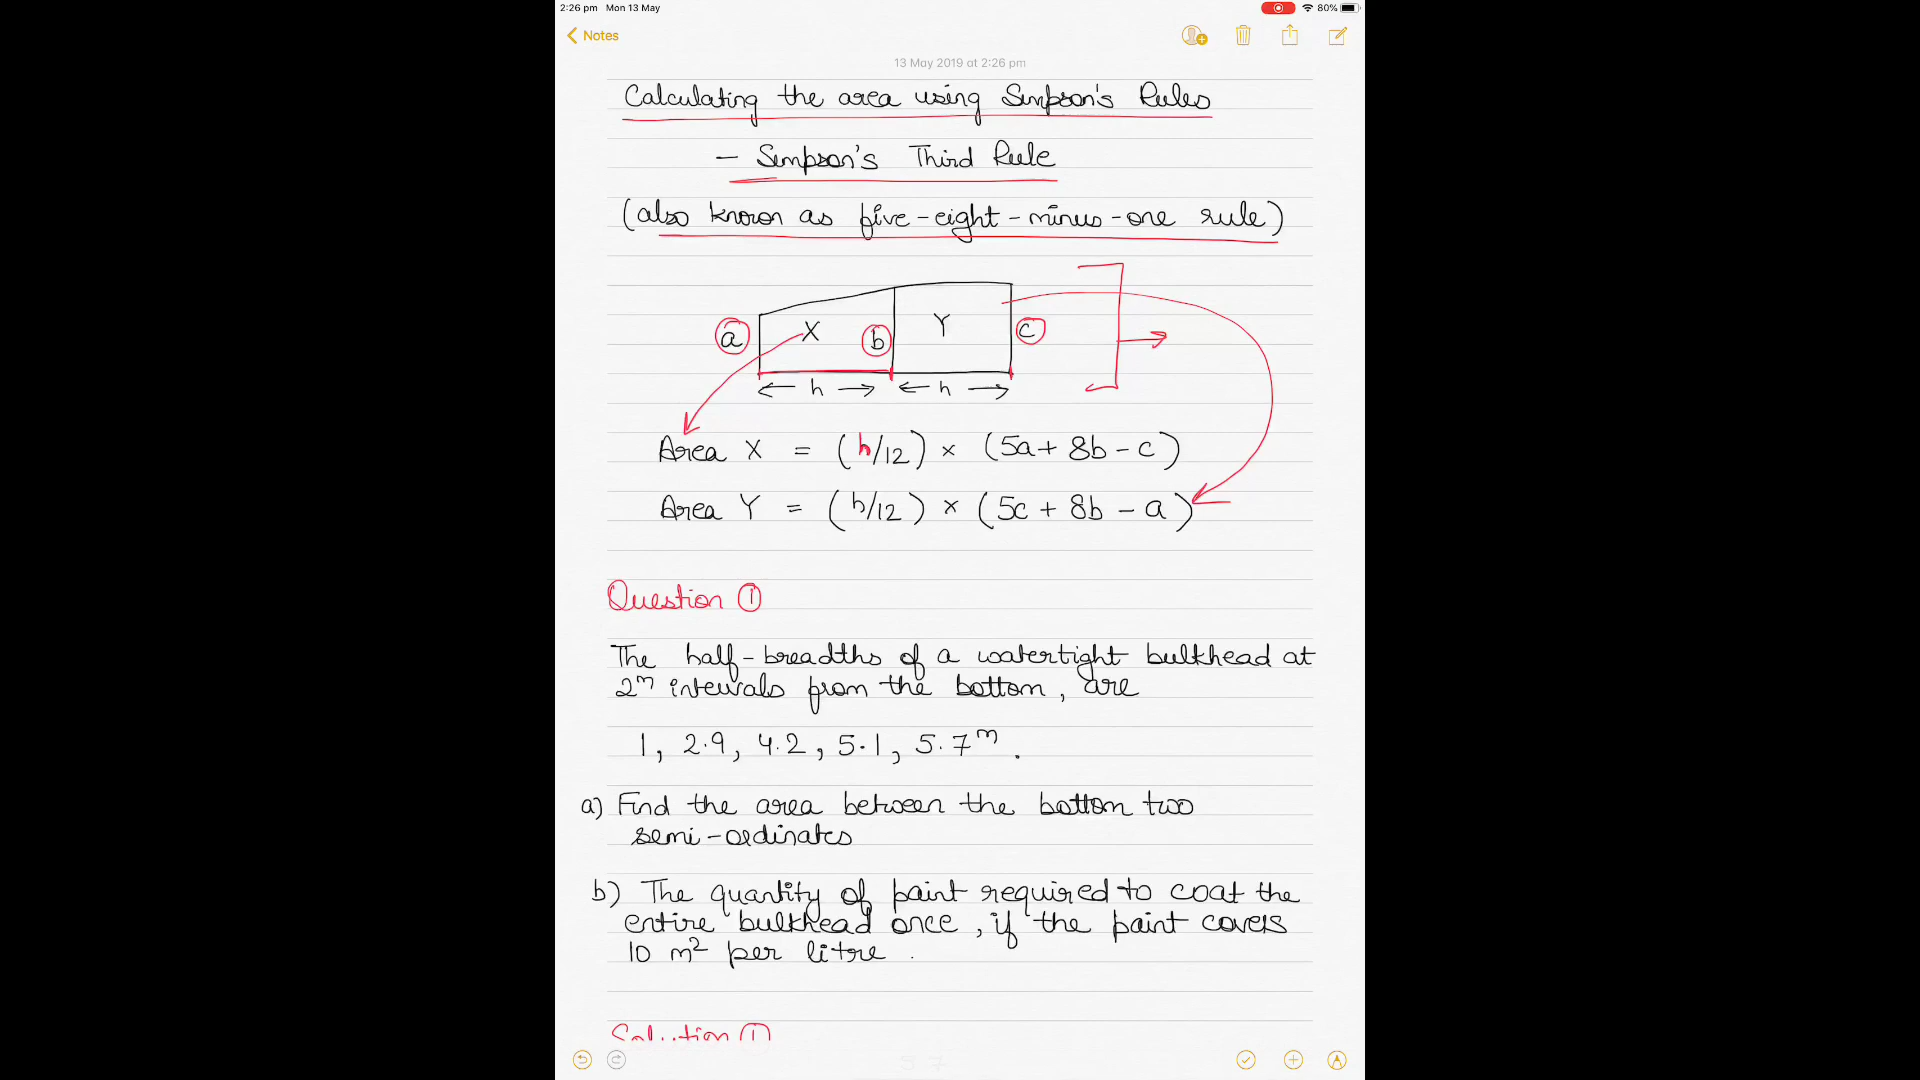 2:26 pm Mon 13 May
80%
Notes
13 May 2019 at 2:26 pm
Calculating the area using Simpson's Rules
- Simpson's Third Rule
(also known as five-eight-minus-one rule)
a X b Y c
h h
Area X = (h/12) × (5a + 8b - c)
Area Y = (h/12) × (5c + 8b - a)
Question ①
The half-breadths of a watertight bulkhead at
2m intervals from the bottom, are
1, 2.9, 4.2, 5.1, 5.7m.
a) Find the area between the bottom two
semi-ordinates
b) The quantity of paint required to coat the
entire bulkhead once, if the paint covers
10 m² per litre.
Solution ①